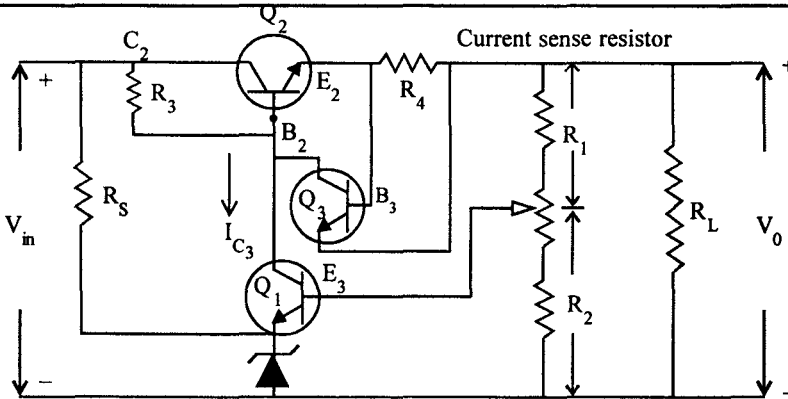 Q2
C2
Current sense resistor
+
+
+
E2
R4
R3
B2
R1
Q3
B3
RS
RL
Vin
V0
IC3
E3
Q1
R2
−
−